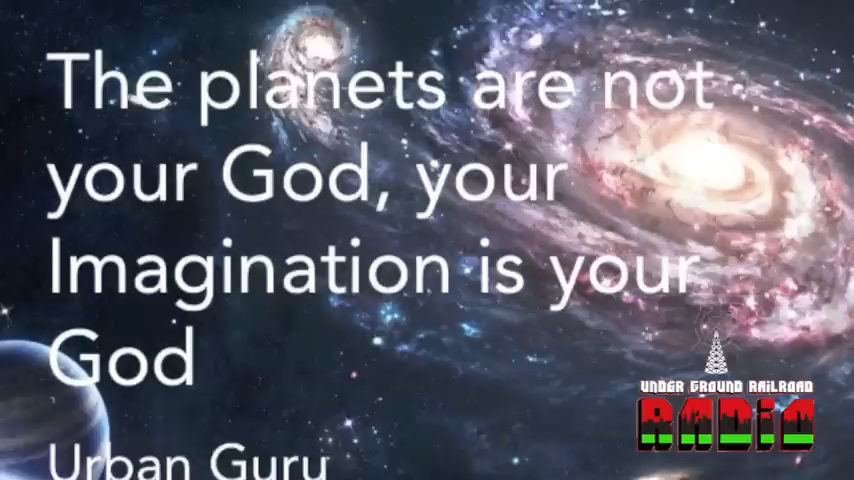 The planets are not
your God, your
Imagination is your
God
Urban Guru
UNDER GROUND RAILROAD
RADIO